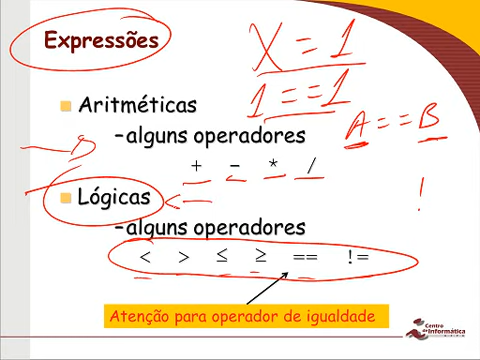 Expressões
X = 1
1 == 1
Aritméticas
A == B
–alguns operadores
+ - * /
Lógicas
!
–alguns operadores
< > ≤ ≥ == !=
Atenção para operador de igualdade
Centro de Informática